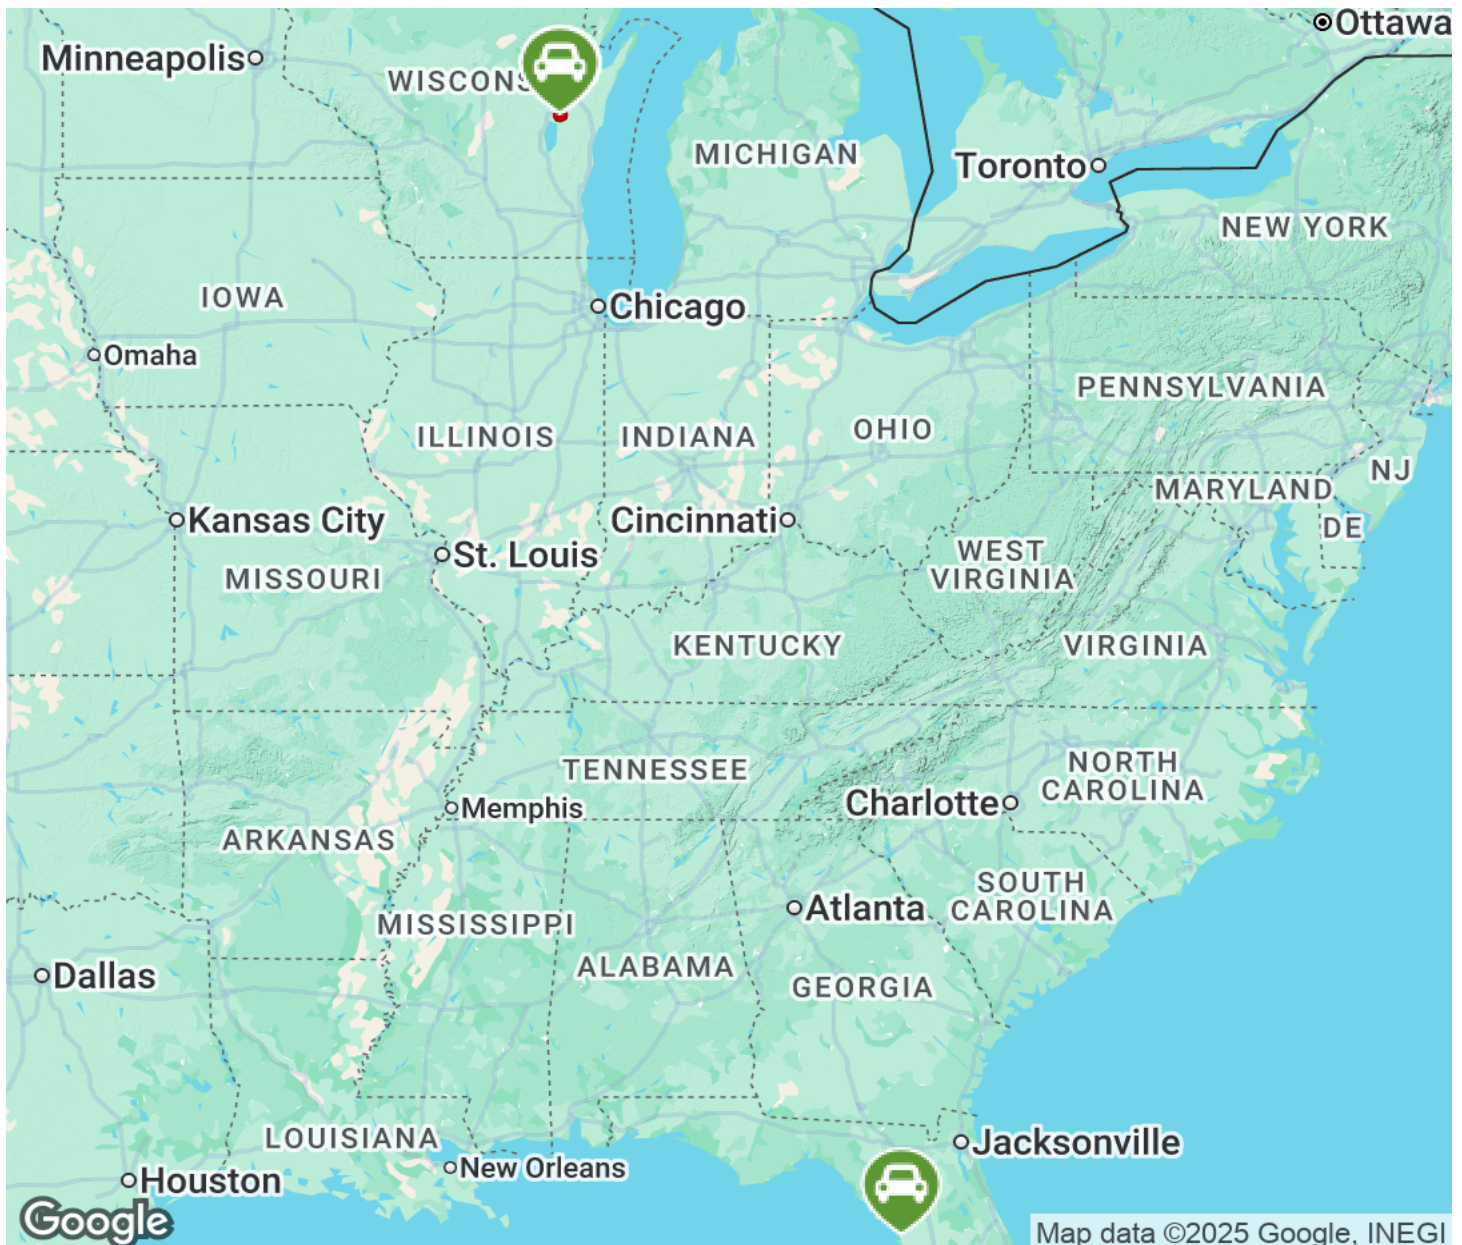 Ottawa
Minneapolis
WISCONS
MICHIGAN
Toronto
NEW YORK
IOWA
Chicago
Omaha
PENNSYLVANIA
ILLINOIS
INDIANA
OHIO
NJ
MARYLAND
Kansas City
Cincinnati
DE
St. Louis
WEST
VIRGINIA
MISSOURI
KENTUCKY
VIRGINIA
TENNESSEE
NORTH
CAROLINA
Charlotte
Memphis
ARKANSAS
SOUTH
CAROLINA
Atlanta
MISSISSIPPI
ALABAMA
Dallas
GEORGIA
LOUISIANA
Jacksonville
New Orleans
Houston
Google
Map data ©2025 Google, INEGI